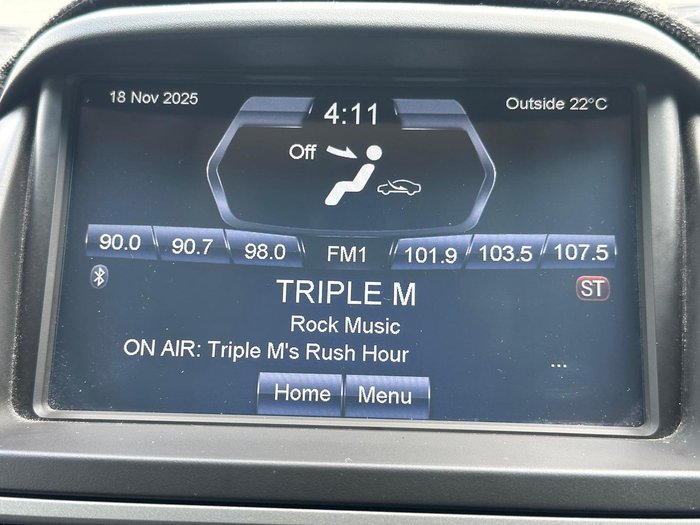 18 Nov 2025
4:11
Outside 22°C
Off
90.0 90.7 98.0 FM1 101.9 103.5 107.5
TRIPLE M
ST
Rock Music
ON AIR: Triple M's Rush Hour
...
Home Menu